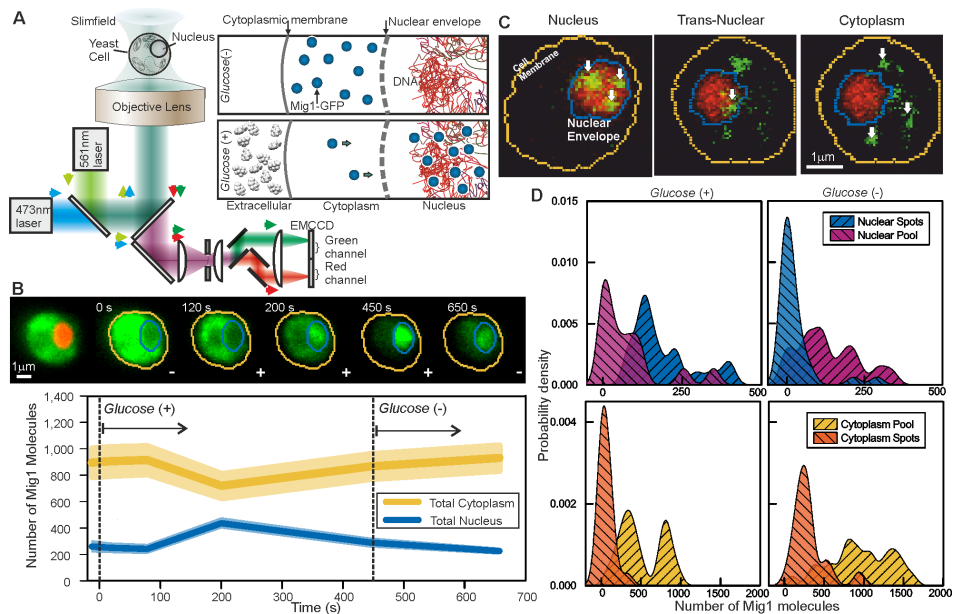 A
Slimfield
Yeast
Cell
Nucleus
Objective Lens
561nm
laser
473nm
laser
EMCCD
Green
channel
Red
channel
Cytoplasmic membrane
Nuclear envelope
Glucose(-)
Mig1-GFP
DNA
Glucose (+)
Extracellular
Cytoplasm
Nucleus
B
0 s
120 s
200 s
450 s
650 s
1µm
-
+
+
+
-
Number of Mig1 Molecules
1,400
1,200
1,000
800
600
400
200
0
Glucose (+)
Glucose (-)
Total Cytoplasm
Total Nucleus
0
100
200
300
400
500
600
700
Time (s)
C
Nucleus
Trans-Nuclear
Cytoplasm
Cell
Membrane
Nuclear
Envelope
1µm
D
Glucose (+)
Glucose (-)
Probability density
0.015
0.010
0.005
0.000
0
250
500
Nuclear Spots
Nuclear Pool
0
250
500
0.004
0.002
0.000
0
500
1000
1500
2000
Cytoplasm Pool
Cytoplasm Spots
0
500
1000
1500
2000
Number of Mig1 molecules